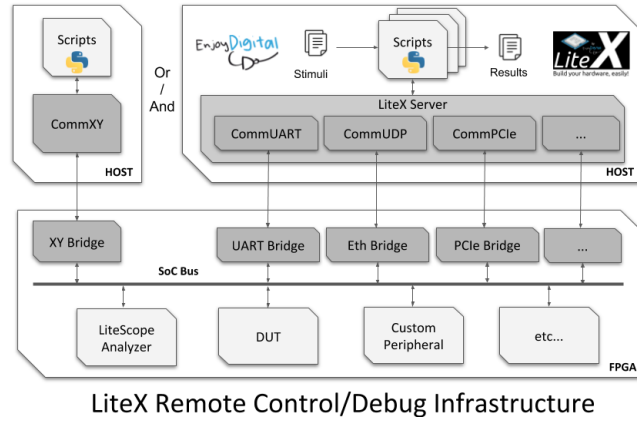 Scripts
CommXY
HOST
Or
/
And
EnjoyDigital
Stimuli
Scripts
Results
LiteX
Build your hardware, easily!
LiteX Server
CommUART
CommUDP
CommPCIe
...
HOST
XY Bridge
UART Bridge
Eth Bridge
PCIe Bridge
...
SoC Bus
LiteScope
Analyzer
DUT
Custom
Peripheral
etc...
FPGA
LiteX Remote Control/Debug Infrastructure